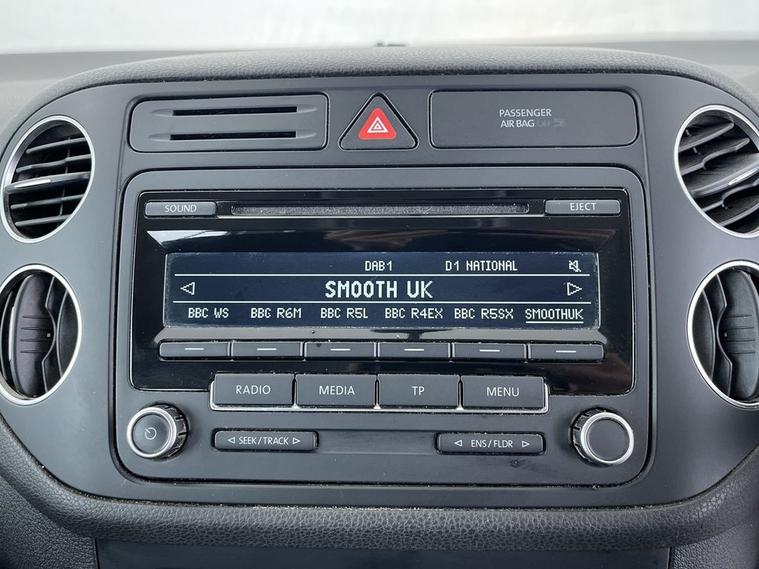 PASSENGER
AIR BAG OFF
SOUND
EJECT
DAB1 D1 NATIONAL
SMOOTH UK
BBC WS BBC R6M BBC R5L BBC R4EX BBC R5SX SMOOTHUK
RADIO MEDIA TP MENU
SEEK / TRACK
ENS / FLDR